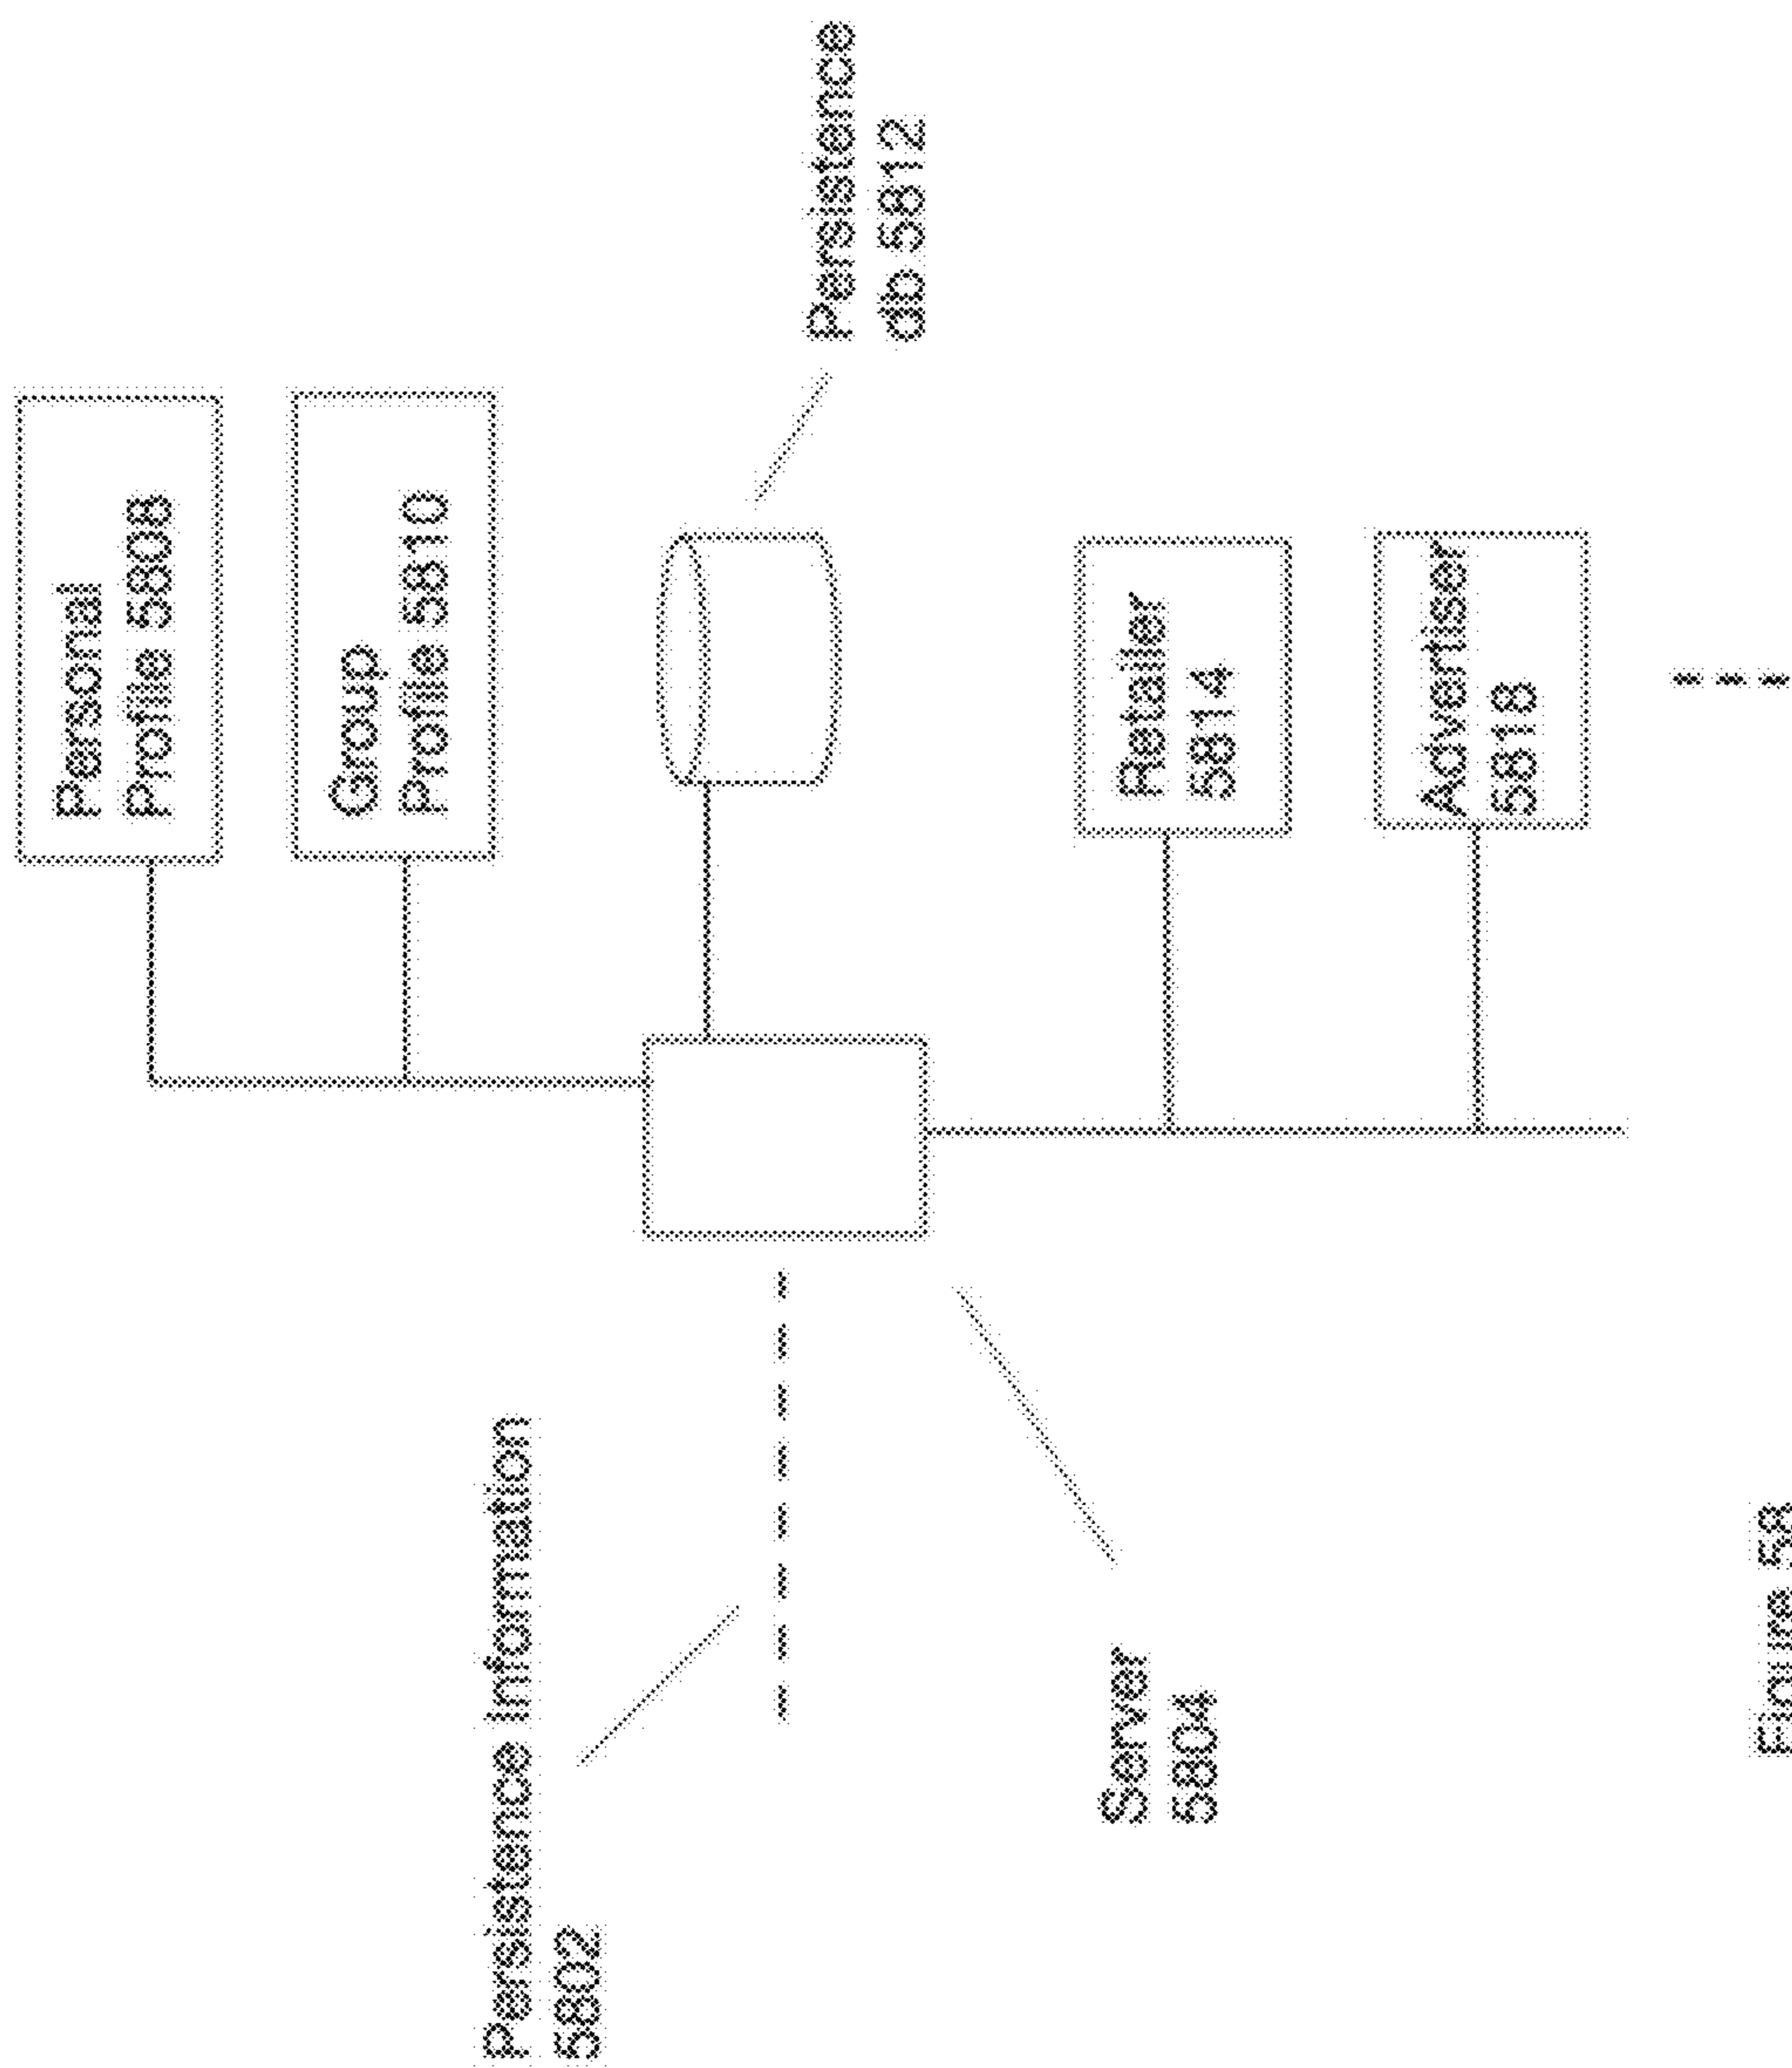 Personal
Profile 5808
Group
Profile 5810
Persistence Information
5802
Persistence
db 5812
Server
5804
Retailer
5814
Advertiser
5818
Figure 58